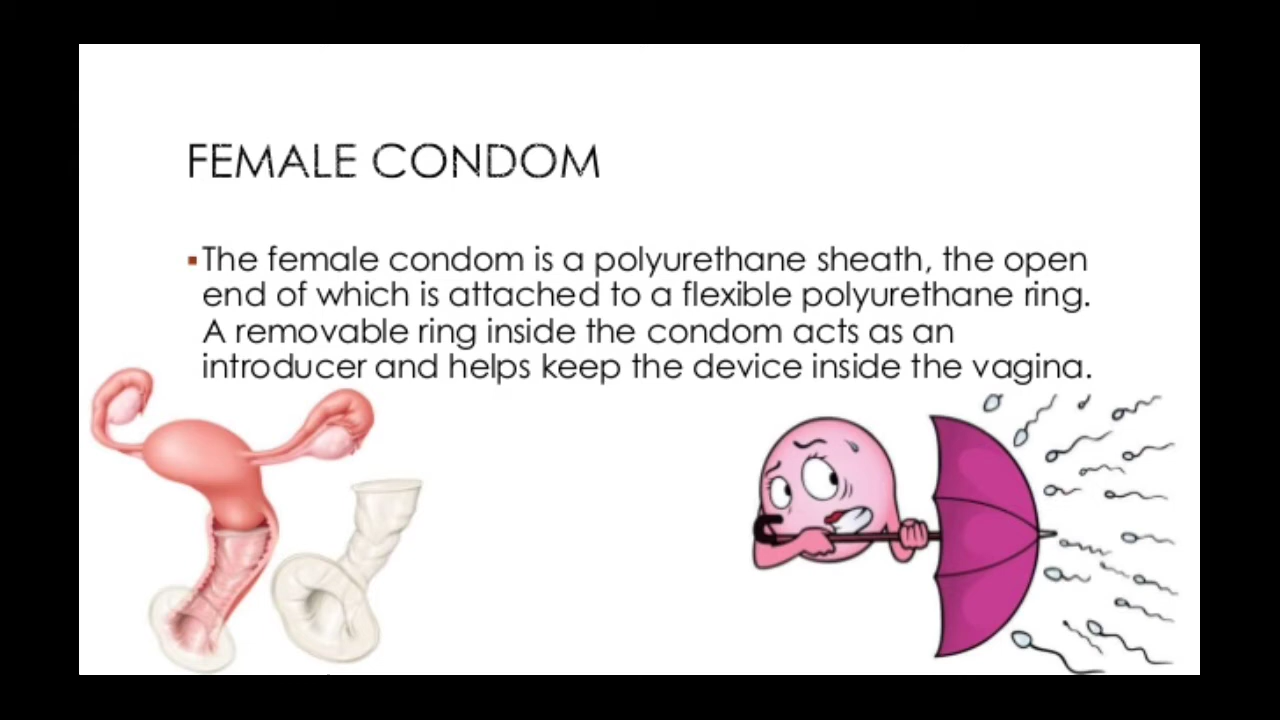 FEMALE CONDOM
▪The female condom is a polyurethane sheath, the open
end of which is attached to a flexible polyurethane ring.
A removable ring inside the condom acts as an
introducer and helps keep the device inside the vagina.